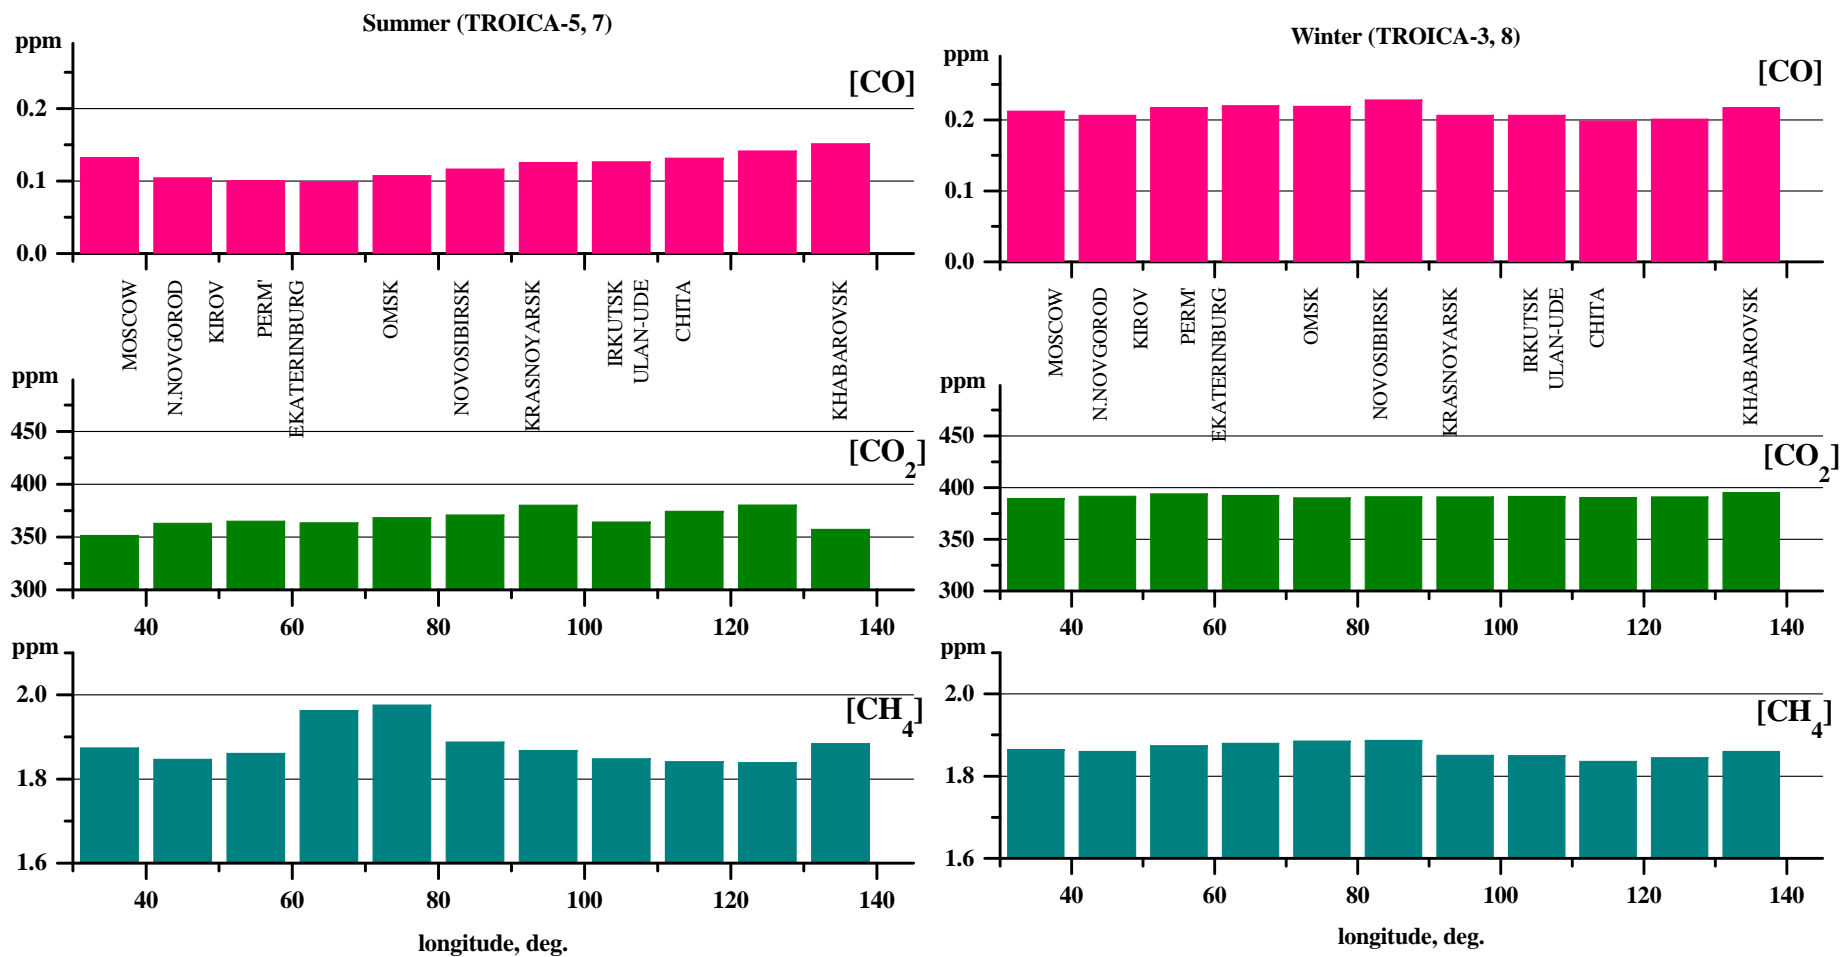 Summer (TROICA-5, 7)
ppm
[CO]
0.2
0.1
0.0
MOSCOW
N.NOVGOROD
KIROV
PERM'
EKATERINBURG
OMSK
NOVOSIBIRSK
KRASNOYARSK
IRKUTSK
ULAN-UDE
CHITA
KHABAROVSK
ppm
450
[CO2]
400
350
300
40 60 80 100 120 140
ppm
2.0
[CH4]
1.8
1.6
40 60 80 100 120 140
longitude, deg.
Winter (TROICA-3, 8)
ppm
[CO]
0.2
0.1
0.0
MOSCOW
N.NOVGOROD
KIROV
PERM'
EKATERINBURG
OMSK
NOVOSIBIRSK
KRASNOYARSK
IRKUTSK
ULAN-UDE
CHITA
KHABAROVSK
ppm
450
[CO2]
400
350
300
40 60 80 100 120 140
ppm
2.0
[CH4]
1.8
1.6
40 60 80 100 120 140
longitude, deg.